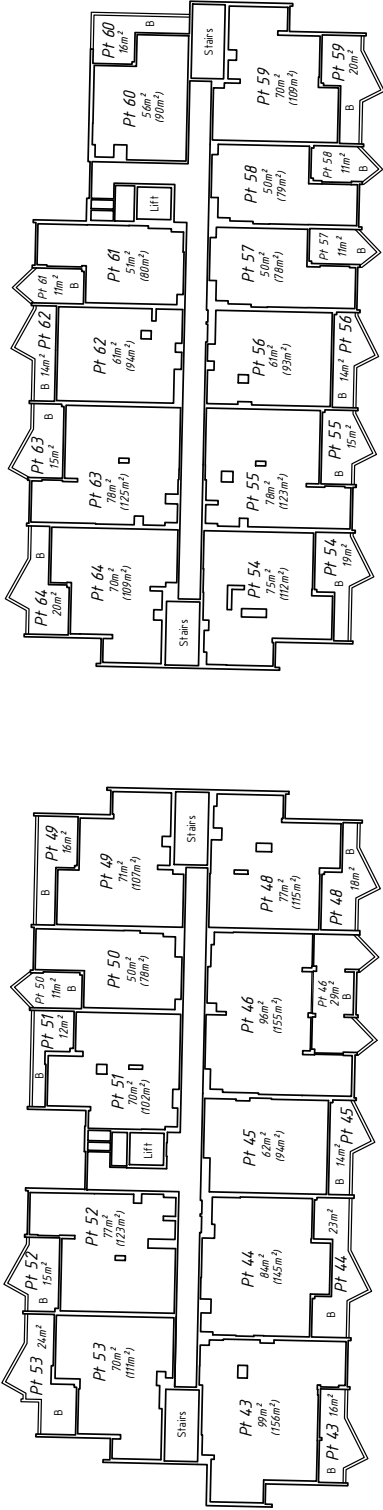 B
Pt 60
16m²
Pt 60
56m²
(90m²)
Stairs
Pt 59
70m²
(109m²)
Pt 59
20m²
B
Pt 58
50m²
(79m²)
Pt 58
11m²
B
Lift
Pt 61
51m²
(80m²)
Pt 61
11m²
B
Pt 57
50m²
(78m²)
Pt 57
11m²
B
Pt 62
14m²
B
Pt 62
61m²
(94m²)
Pt 56
61m²
(93m²)
Pt 56
14m²
B
B
Pt 63
15m²
Pt 63
78m²
(125m²)
Pt 55
78m²
(123m²)
Pt 55
15m²
B
B
Pt 64
20m²
Pt 64
70m²
(109m²)
Stairs
Pt 54
75m²
(112m²)
Pt 54
19m²
B
Pt 49
16m²
B
Pt 49
71m²
(107m²)
Stairs
Pt 48
77m²
(115m²)
B
18m²
Pt 48
Pt 50
11m²
B
Pt 50
50m²
(78m²)
Pt 46
96m²
(155m²)
Pt 46
29m²
B
Pt 51
12m²
B
Pt 51
70m²
(102m²)
Lift
Pt 45
62m²
(94m²)
Pt 45
14m²
B
Pt 52
77m²
(123m²)
Pt 52
15m²
B
Pt 44
84m²
(145m²)
23m²
Pt 44
B
24m²
Pt 53
B
Pt 53
70m²
(111m²)
Stairs
Pt 43
99m²
(156m²)
16m²
Pt 43
B